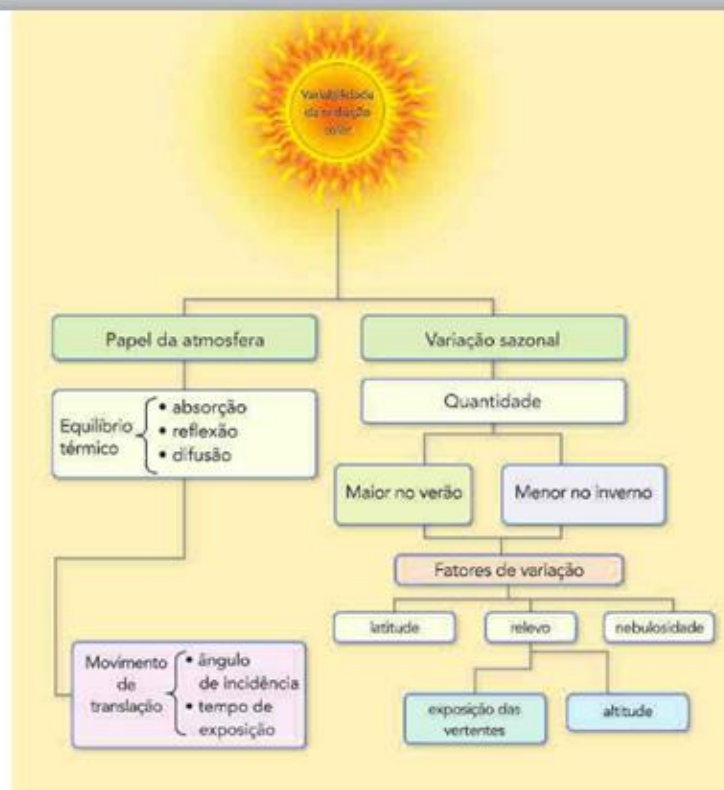 Variabilidade
da radiação
solar
Papel da atmosfera
Variação sazonal
Equilíbrio
térmico
• absorção
• reflexão
• difusão
Quantidade
Maior no verão
Menor no inverno
Fatores de variação
latitude
relevo
nebulosidade
Movimento
de
translação
• ângulo
de incidência
• tempo de
exposição
exposição das
vertentes
altitude